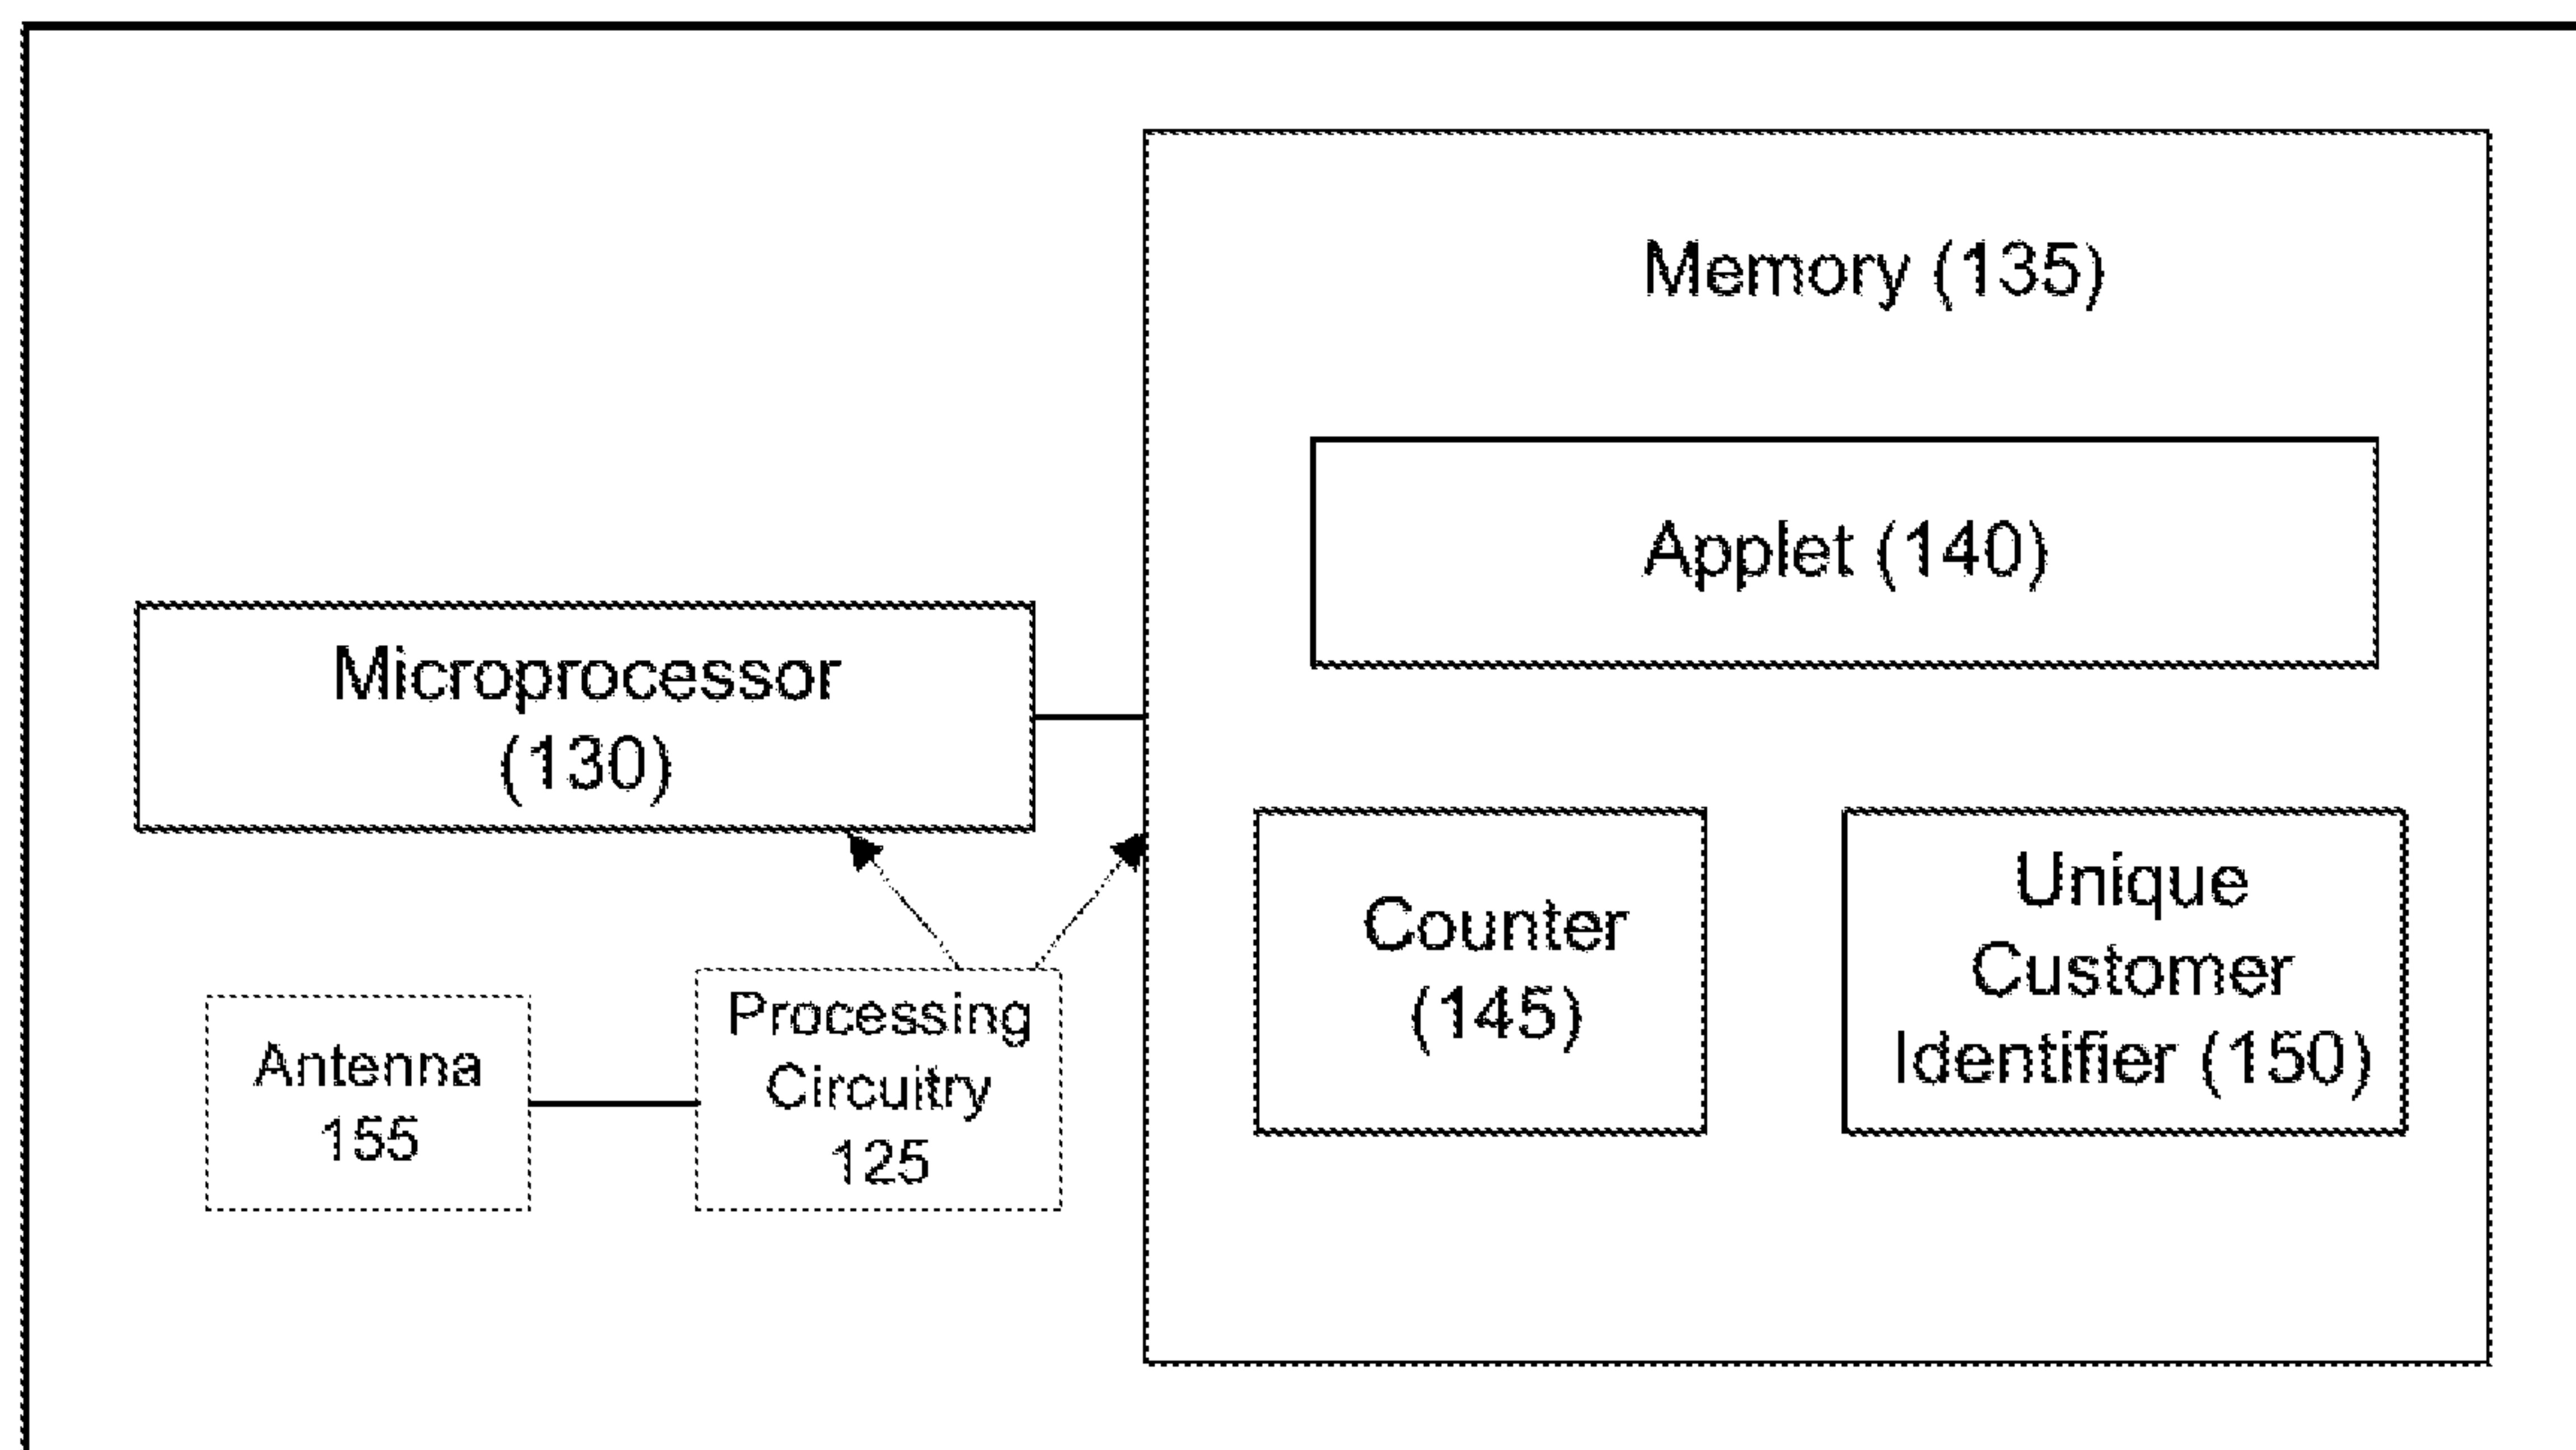 Memory (135)
Applet (140)
Microprocessor
(130)
Counter
(145)
Unique
Customer
Identifier (150)
Antenna
155
Processing
Circuitry
125